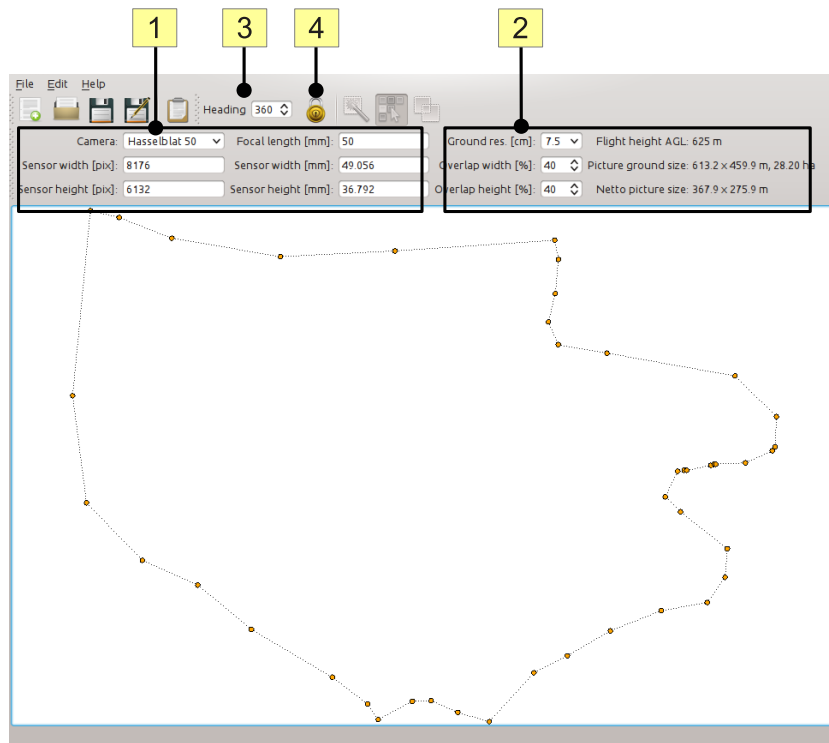 1 3 4 2
File Edit Help
Heading 360
Camera: Hasselblat 50 Focal length [mm]: 50 Ground res. [cm]: 7.5 Flight height AGL: 625 m
Sensor width [pix]: 8176 Sensor width [mm]: 49.056 Overlap width [%]: 40 Picture ground size: 613.2 x 459.9 m, 28.20 ha
Sensor height [pix]: 6132 Sensor height [mm]: 36.792 Overlap height [%]: 40 Netto picture size: 367.9 x 275.9 m